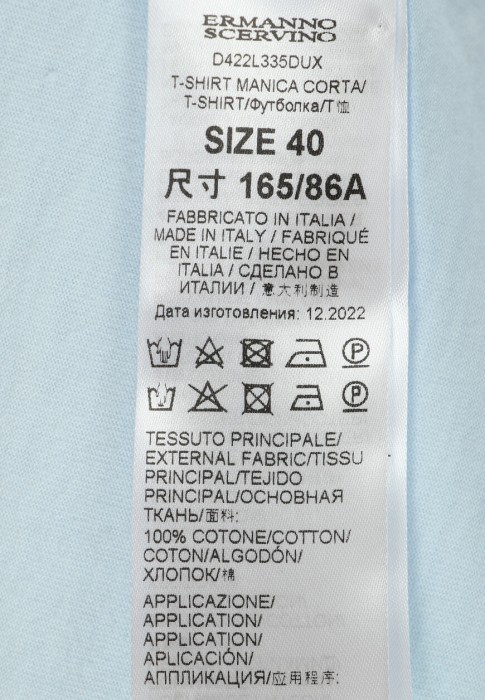 ERMANNO
SCERVINO
D422L335DUX
T-SHIRT MANICA CORTA/
T-SHIRT/Футболка/T恤
SIZE 40
尺寸 165/86A
FABBRICATO IN ITALIA /
MADE IN ITALY / FABRIQUÉ
EN ITALIE / HECHO EN
ITALIA / СДЕЛАНО В
ИТАЛИИ / 意大利制造
Дата изготовления: 12.2022
P
P
TESSUTO PRINCIPALE/
EXTERNAL FABRIC/TISSU
PRINCIPAL/TEJIDO
PRINCIPAL/ОСНОВНАЯ
ТКАНЬ/面料:
100% COTONE/COTTON/
COTON/ALGODÓN/
ХЛОПОК/棉
APPLICAZIONE/
APPLICATION/
APPLICATION/
APLICACIÓN/
АППЛИКАЦИЯ/应用程序: